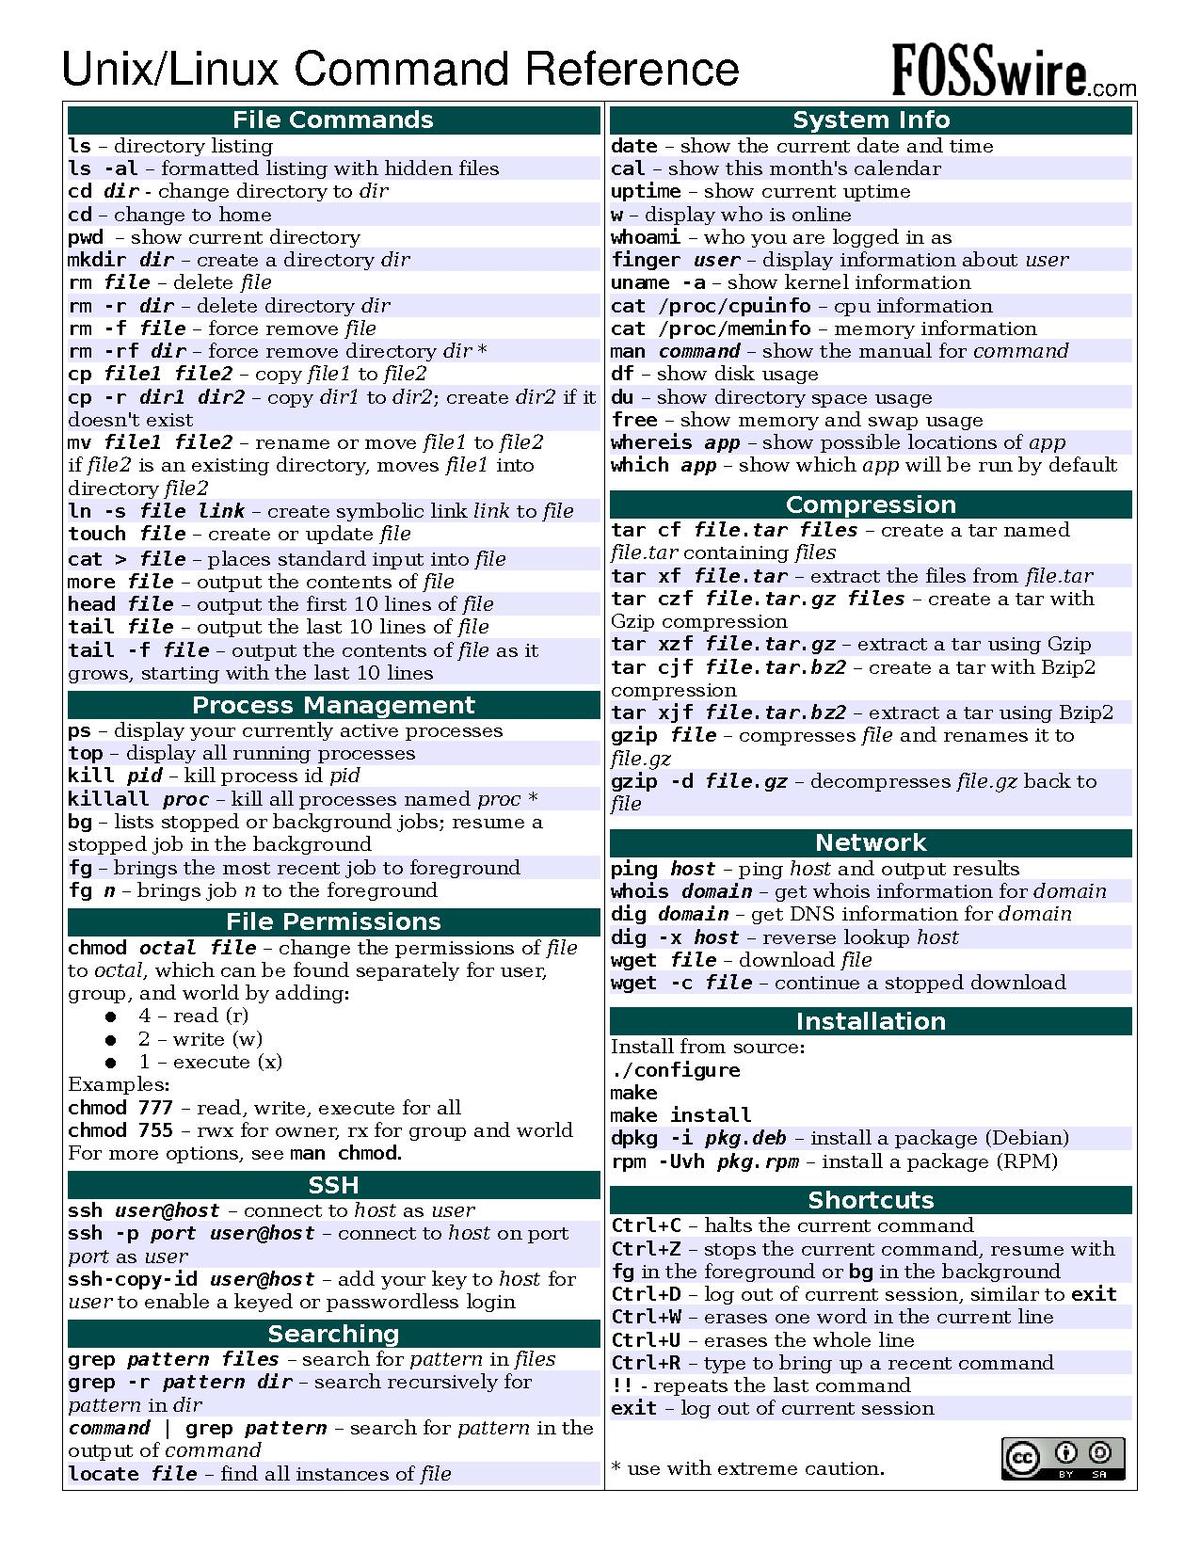 Unix/Linux Command Reference
FOSSwire.com
File Commands
ls – directory listing
ls -al – formatted listing with hidden files
cd dir - change directory to dir
cd – change to home
pwd – show current directory
mkdir dir – create a directory dir
rm file – delete file
rm -r dir – delete directory dir
rm -f file – force remove file
rm -rf dir – force remove directory dir *
cp file1 file2 – copy file1 to file2
cp -r dir1 dir2 – copy dir1 to dir2; create dir2 if it
doesn't exist
mv file1 file2 – rename or move file1 to file2
if file2 is an existing directory, moves file1 into
directory file2
ln -s file link – create symbolic link link to file
touch file – create or update file
cat > file – places standard input into file
more file – output the contents of file
head file – output the first 10 lines of file
tail file – output the last 10 lines of file
tail -f file – output the contents of file as it
grows, starting with the last 10 lines
Process Management
ps – display your currently active processes
top – display all running processes
kill pid – kill process id pid
killall proc – kill all processes named proc *
bg – lists stopped or background jobs; resume a
stopped job in the background
fg – brings the most recent job to foreground
fg n – brings job n to the foreground
File Permissions
chmod octal file – change the permissions of file
to octal, which can be found separately for user,
group, and world by adding:
● 4 – read (r)
● 2 – write (w)
● 1 – execute (x)
Examples:
chmod 777 – read, write, execute for all
chmod 755 – rwx for owner, rx for group and world
For more options, see man chmod.
SSH
ssh user@host – connect to host as user
ssh -p port user@host – connect to host on port
port as user
ssh-copy-id user@host – add your key to host for
user to enable a keyed or passwordless login
Searching
grep pattern files – search for pattern in files
grep -r pattern dir – search recursively for
pattern in dir
command | grep pattern – search for pattern in the
output of command
locate file – find all instances of file
System Info
date – show the current date and time
cal – show this month's calendar
uptime – show current uptime
w – display who is online
whoami – who you are logged in as
finger user – display information about user
uname -a – show kernel information
cat /proc/cpuinfo – cpu information
cat /proc/meminfo – memory information
man command – show the manual for command
df – show disk usage
du – show directory space usage
free – show memory and swap usage
whereis app – show possible locations of app
which app – show which app will be run by default
Compression
tar cf file.tar files – create a tar named
file.tar containing files
tar xf file.tar – extract the files from file.tar
tar czf file.tar.gz files – create a tar with
Gzip compression
tar xzf file.tar.gz – extract a tar using Gzip
tar cjf file.tar.bz2 – create a tar with Bzip2
compression
tar xjf file.tar.bz2 – extract a tar using Bzip2
gzip file – compresses file and renames it to
file.gz
gzip -d file.gz – decompresses file.gz back to
file
Network
ping host – ping host and output results
whois domain – get whois information for domain
dig domain – get DNS information for domain
dig -x host – reverse lookup host
wget file – download file
wget -c file – continue a stopped download
Installation
Install from source:
./configure
make
make install
dpkg -i pkg.deb – install a package (Debian)
rpm -Uvh pkg.rpm – install a package (RPM)
Shortcuts
Ctrl+C – halts the current command
Ctrl+Z – stops the current command, resume with
fg in the foreground or bg in the background
Ctrl+D – log out of current session, similar to exit
Ctrl+W – erases one word in the current line
Ctrl+U – erases the whole line
Ctrl+R – type to bring up a recent command
!! - repeats the last command
exit – log out of current session
* use with extreme caution.
cc BY SA